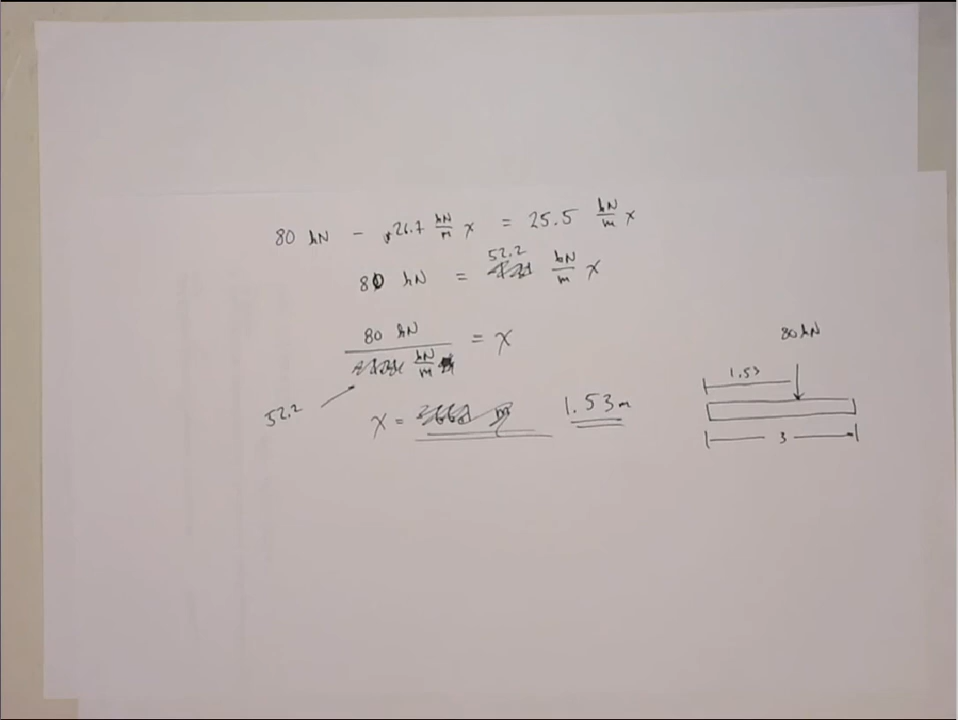 80 kN - 26.7 kN/m x = 25.5 kN/m x
80 kN = 52.2 kN/m x
80 kN / kN/m = x
52.2
x = m 1.53 m
80 kN
1.53
3